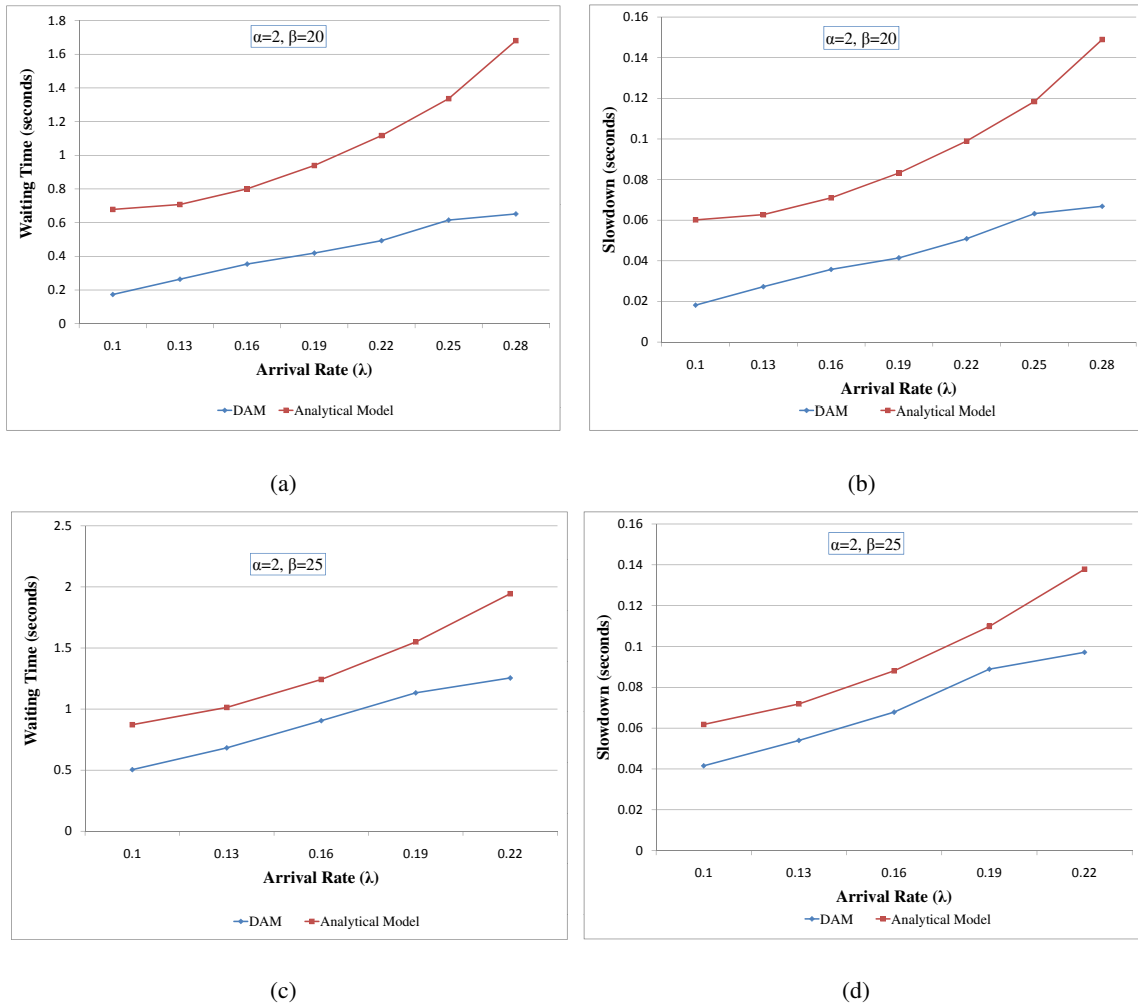 α=2, β=20
Waiting Time (seconds)
1.8
1.6
1.4
1.2
1
0.8
0.6
0.4
0.2
0
0.1 0.13 0.16 0.19 0.22 0.25 0.28
Arrival Rate (λ)
DAM Analytical Model
(a)
α=2, β=20
Slowdown (seconds)
0.16
0.14
0.12
0.1
0.08
0.06
0.04
0.02
0
0.1 0.13 0.16 0.19 0.22 0.25 0.28
Arrival Rate (λ)
DAM Analytical Model
(b)
α=2, β=25
Waiting Time (seconds)
2.5
2
1.5
1
0.5
0
0.1 0.13 0.16 0.19 0.22
Arrival Rate (λ)
DAM Analytical Model
(c)
α=2, β=25
Slowdown (seconds)
0.16
0.14
0.12
0.1
0.08
0.06
0.04
0.02
0
0.1 0.13 0.16 0.19 0.22
Arrival Rate (λ)
DAM Analytical Model
(d)